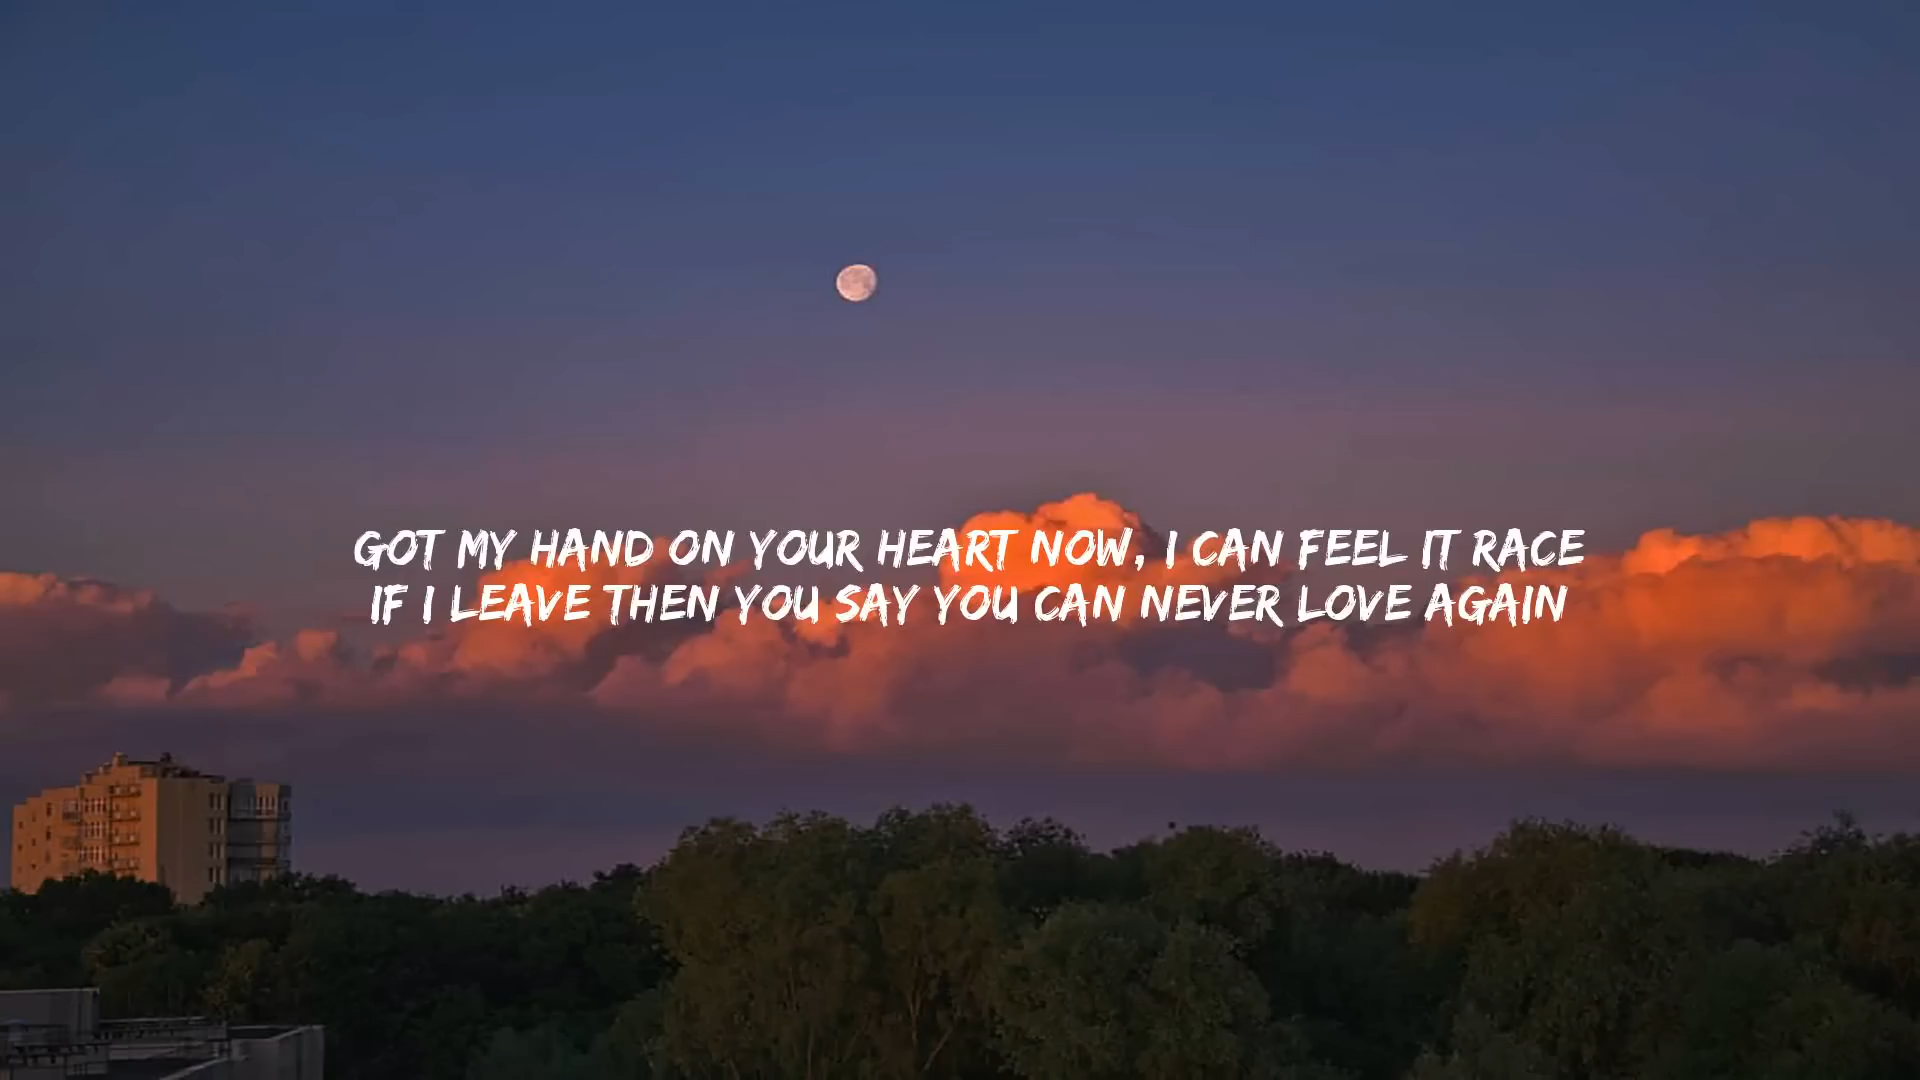 GOT MY HAND ON YOUR HEART NOW, I CAN FEEL IT RACE
IF I LEAVE THEN YOU SAY YOU CAN NEVER LOVE AGAIN